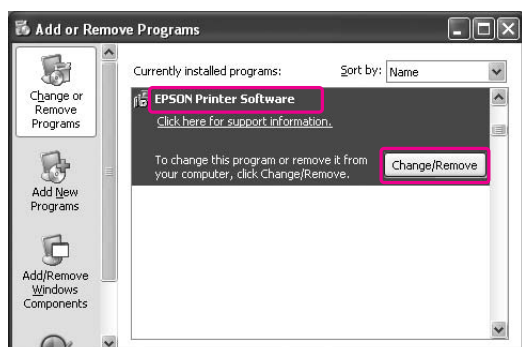 Add or Remove Programs
Change or
Remove
Programs
Add New
Programs
Add/Remove
Windows
Components
Currently installed programs:
Sort by: Name
EPSON Printer Software
Click here for support information.
To change this program or remove it from
your computer, click Change/Remove.
Change/Remove